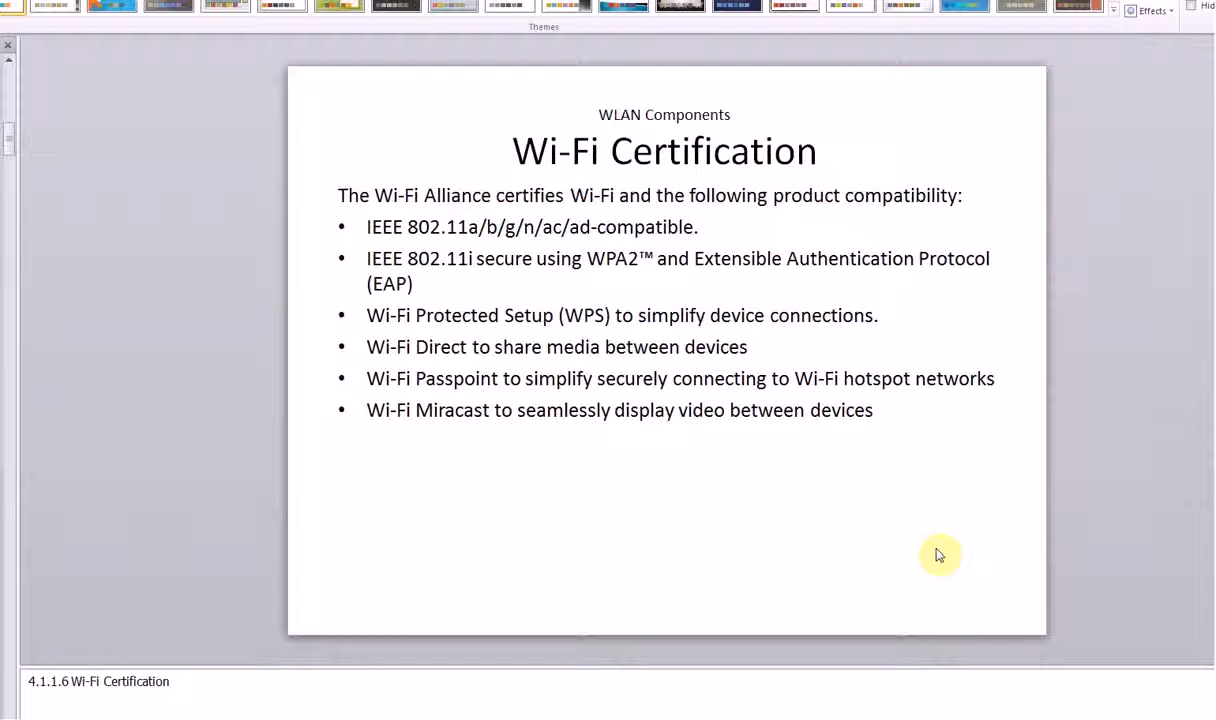 Effects
Hid
Themes
WLAN Components
Wi-Fi Certification
The Wi-Fi Alliance certifies Wi-Fi and the following product compatibility:
• IEEE 802.11a/b/g/n/ac/ad-compatible.
• IEEE 802.11i secure using WPA2™ and Extensible Authentication Protocol
(EAP)
• Wi-Fi Protected Setup (WPS) to simplify device connections.
• Wi-Fi Direct to share media between devices
• Wi-Fi Passpoint to simplify securely connecting to Wi-Fi hotspot networks
• Wi-Fi Miracast to seamlessly display video between devices
4.1.1.6 Wi-Fi Certification